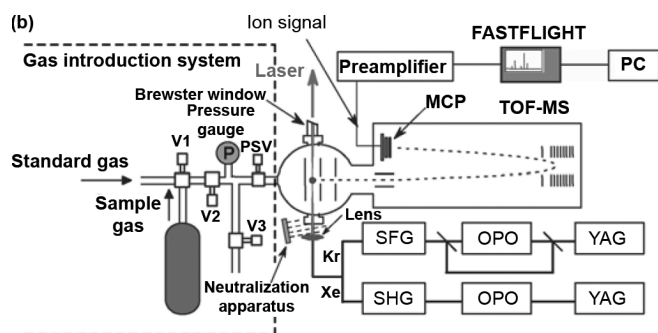 (b)
Ion signal
FASTFLIGHT
Gas introduction system
Laser
Preamplifier
PC
Brewster window
MCP
TOF-MS
Pressure
gauge
PSV
V1
P
Standard gas
Sample
gas
V2
V3
Lens
Kr
SFG
OPO
YAG
Neutralization
apparatus
Xe
SHG
OPO
YAG